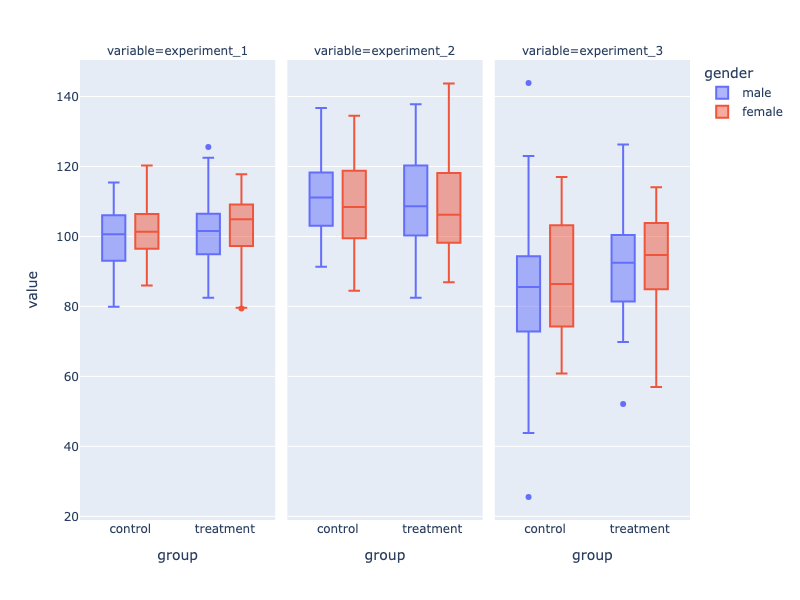 variable=experiment_1 variable=experiment_2 variable=experiment_3
gender
male
female
value
140
120
100
80
60
40
20
control treatment control treatment control treatment
group group group